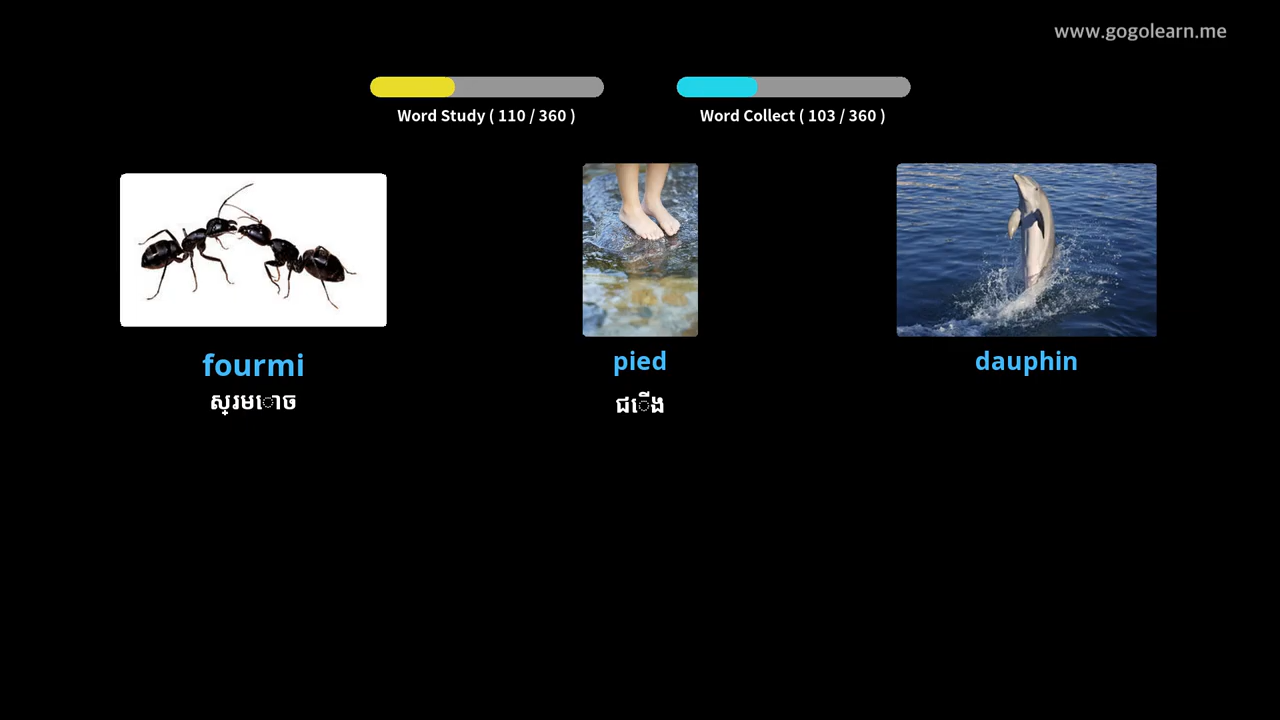 www.gogolearn.me
Word Study ( 110 / 360 )
Word Collect ( 103 / 360 )
fourmi
ស្រមោច
pied
ជើង
dauphin